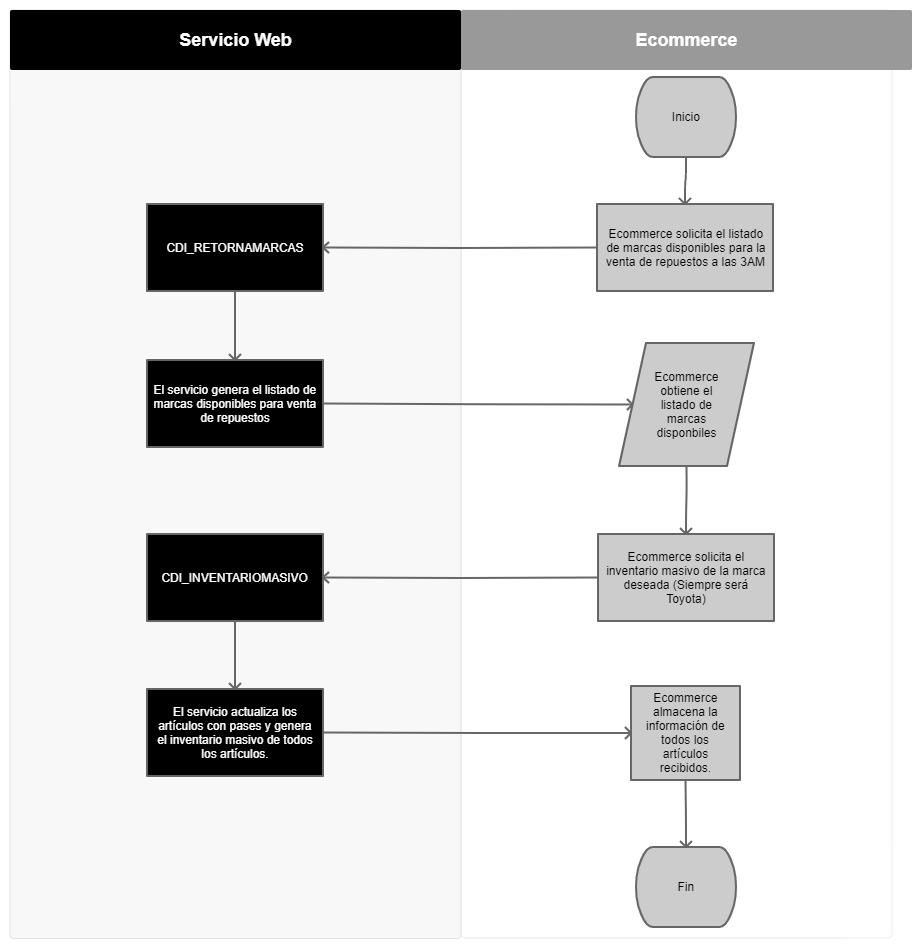 Servicio Web
Ecommerce
Inicio
Ecommerce solicita el listado
de marcas disponibles para la
venta de repuestos a las 3AM
CDI_RETORNAMARCAS
El servicio genera el listado de
marcas disponibles para venta
de repuestos
Ecommerce
obtiene el
listado de
marcas
disponbiles
Ecommerce solicita el
inventario masivo de la marca
deseada (Siempre será
Toyota)
CDI_INVENTARIOMASIVO
El servicio actualiza los
artículos con pases y genera
el inventario masivo de todos
los artículos.
Ecommerce
almacena la
información de
todos los
artículos
recibidos.
Fin